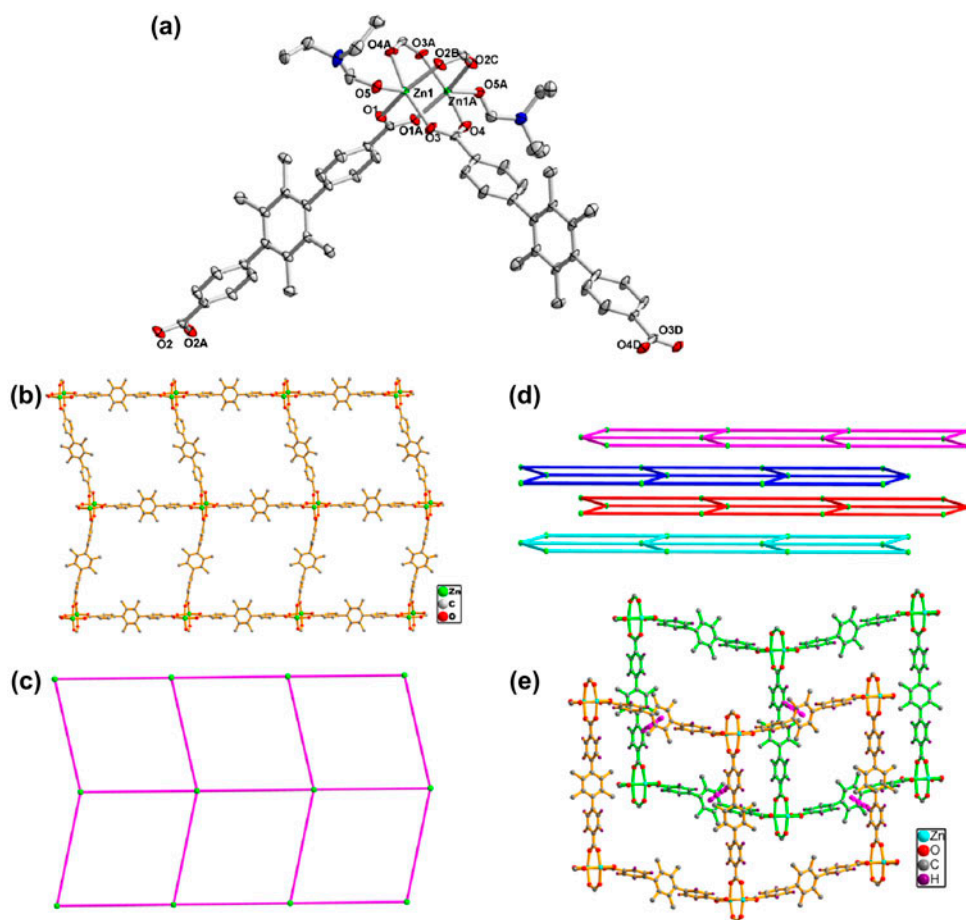 (a)
O4A O3A
O2B
O2C
O5 Zn1 Zn1A O5A
O1
O1A O3 O4
O2 O2A
O3D
O4D
(b)
Zn
C
O
(d)
(c)
(e)
Zn
O
C
H